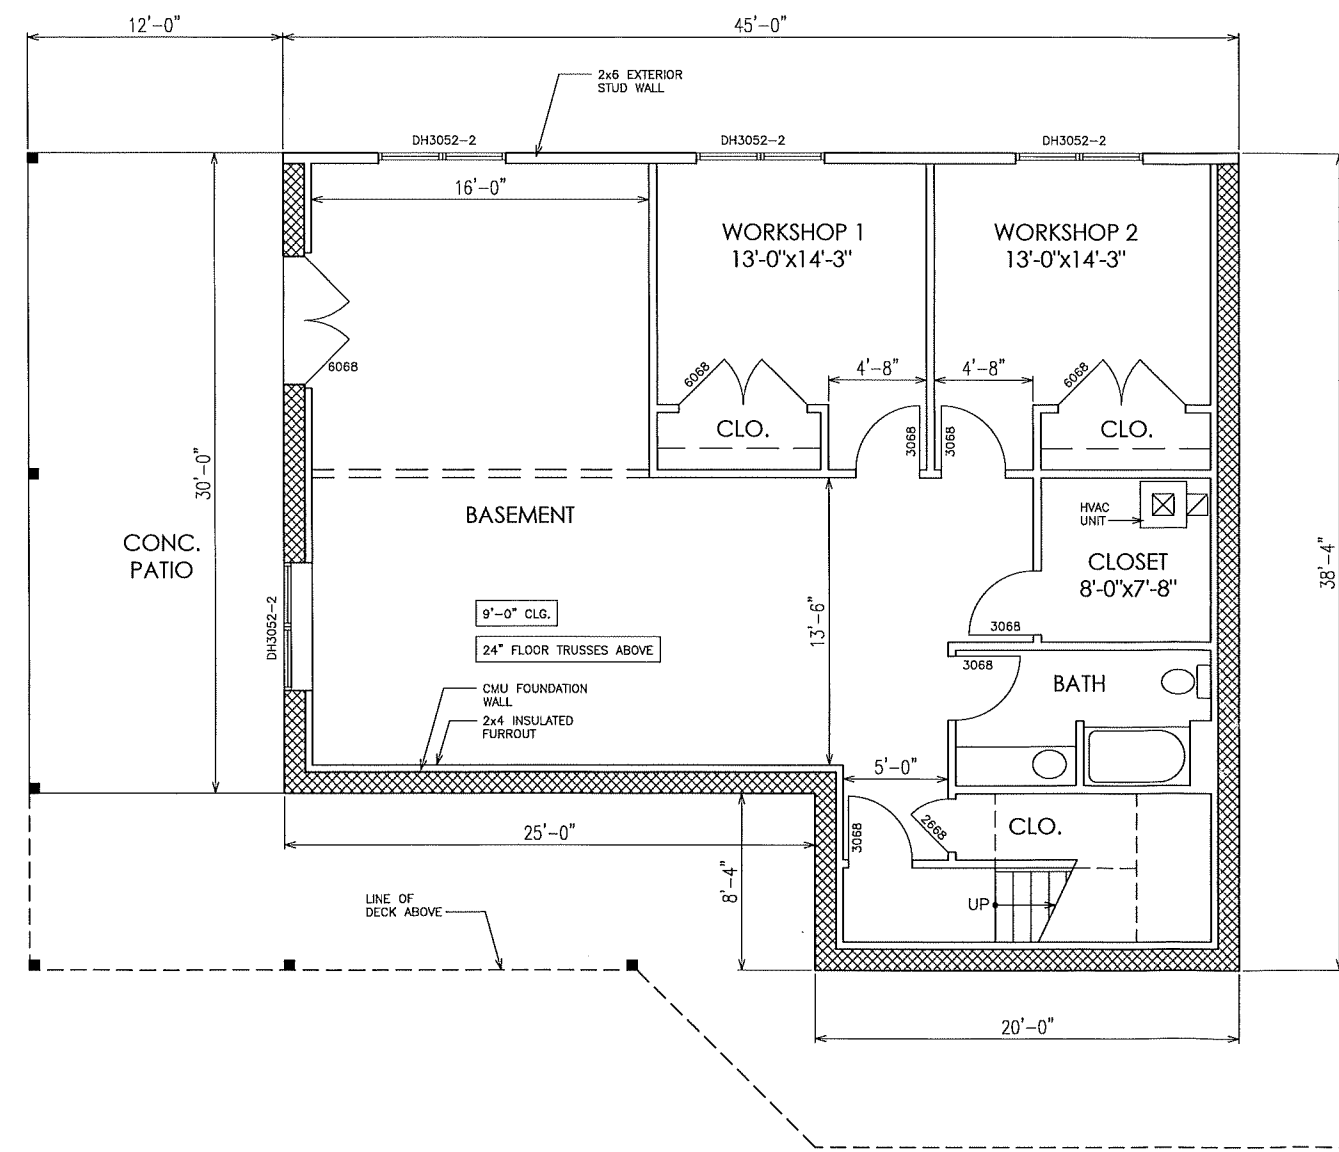 12'-0"
45'-0"
2x6 EXTERIOR
STUD WALL
DH3052-2
DH3052-2
DH3052-2
16'-0"
WORKSHOP 1
13'-0"x14'-3"
WORKSHOP 2
13'-0"x14'-3"
6068
6068
4'-8"
4'-8"
6068
CLO.
3068
3068
CLO.
30'-0"
BASEMENT
HVAC
UNIT
CONC.
PATIO
CLOSET
8'-0"x7'-8"
38'-4"
DH3052-2
9'-0" CLG.
13'-6"
3068
24" FLOOR TRUSSES ABOVE
3068
BATH
CMU FOUNDATION
WALL
2x4 INSULATED
FURROUT
5'-0"
25'-0"
3068
2668
CLO.
8'-4"
LINE OF
DECK ABOVE
UP
20'-0"